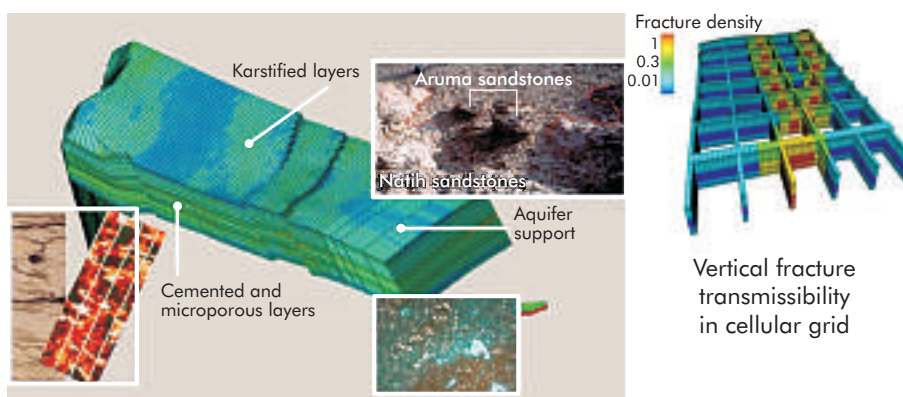 Karstified layers
Aruma sandstones
Natih sandstones
Aquifer
support
Cemented and
microporous layers
Fracture density
1
0.3
0.01
Vertical fracture
transmissibility
in cellular grid